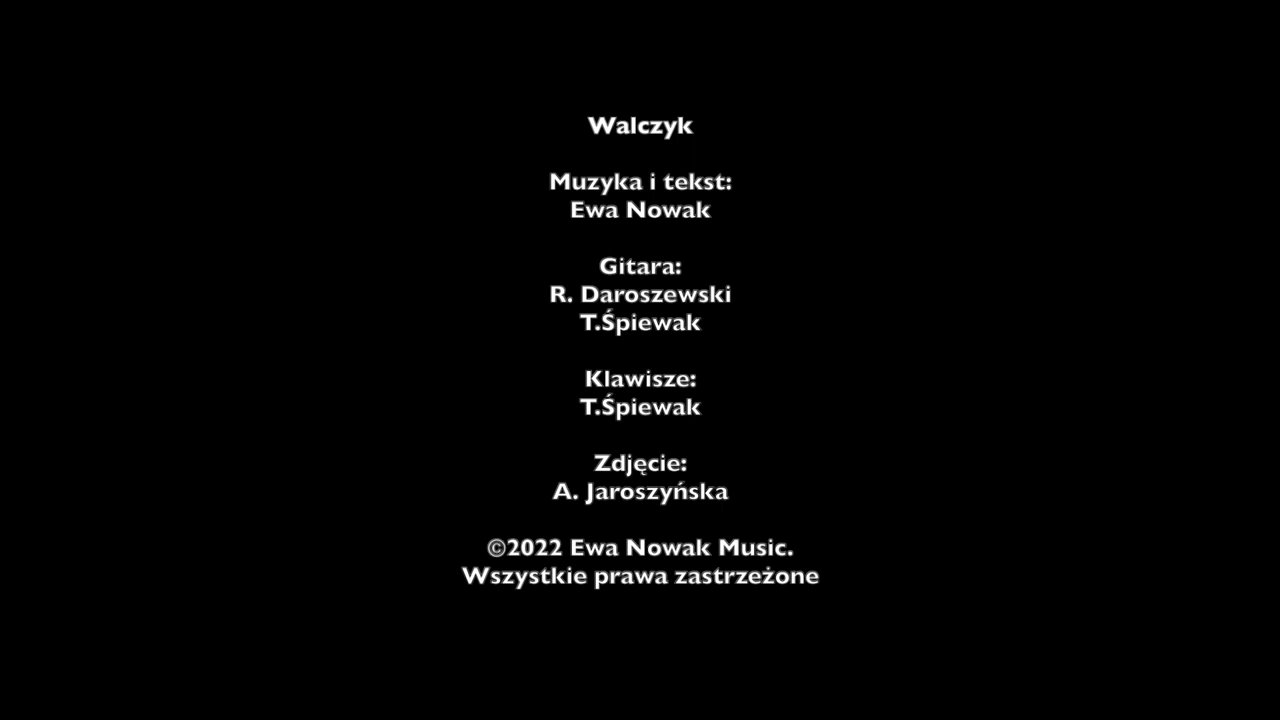 Walczyk
Muzyka i tekst:
Ewa Nowak
Gitara:
R. Daroszewski
T.Śpiewak
Klawisze:
T.Śpiewak
Zdjęcie:
A. Jaroszyńska
©2022 Ewa Nowak Music.
Wszystkie prawa zastrzeżone